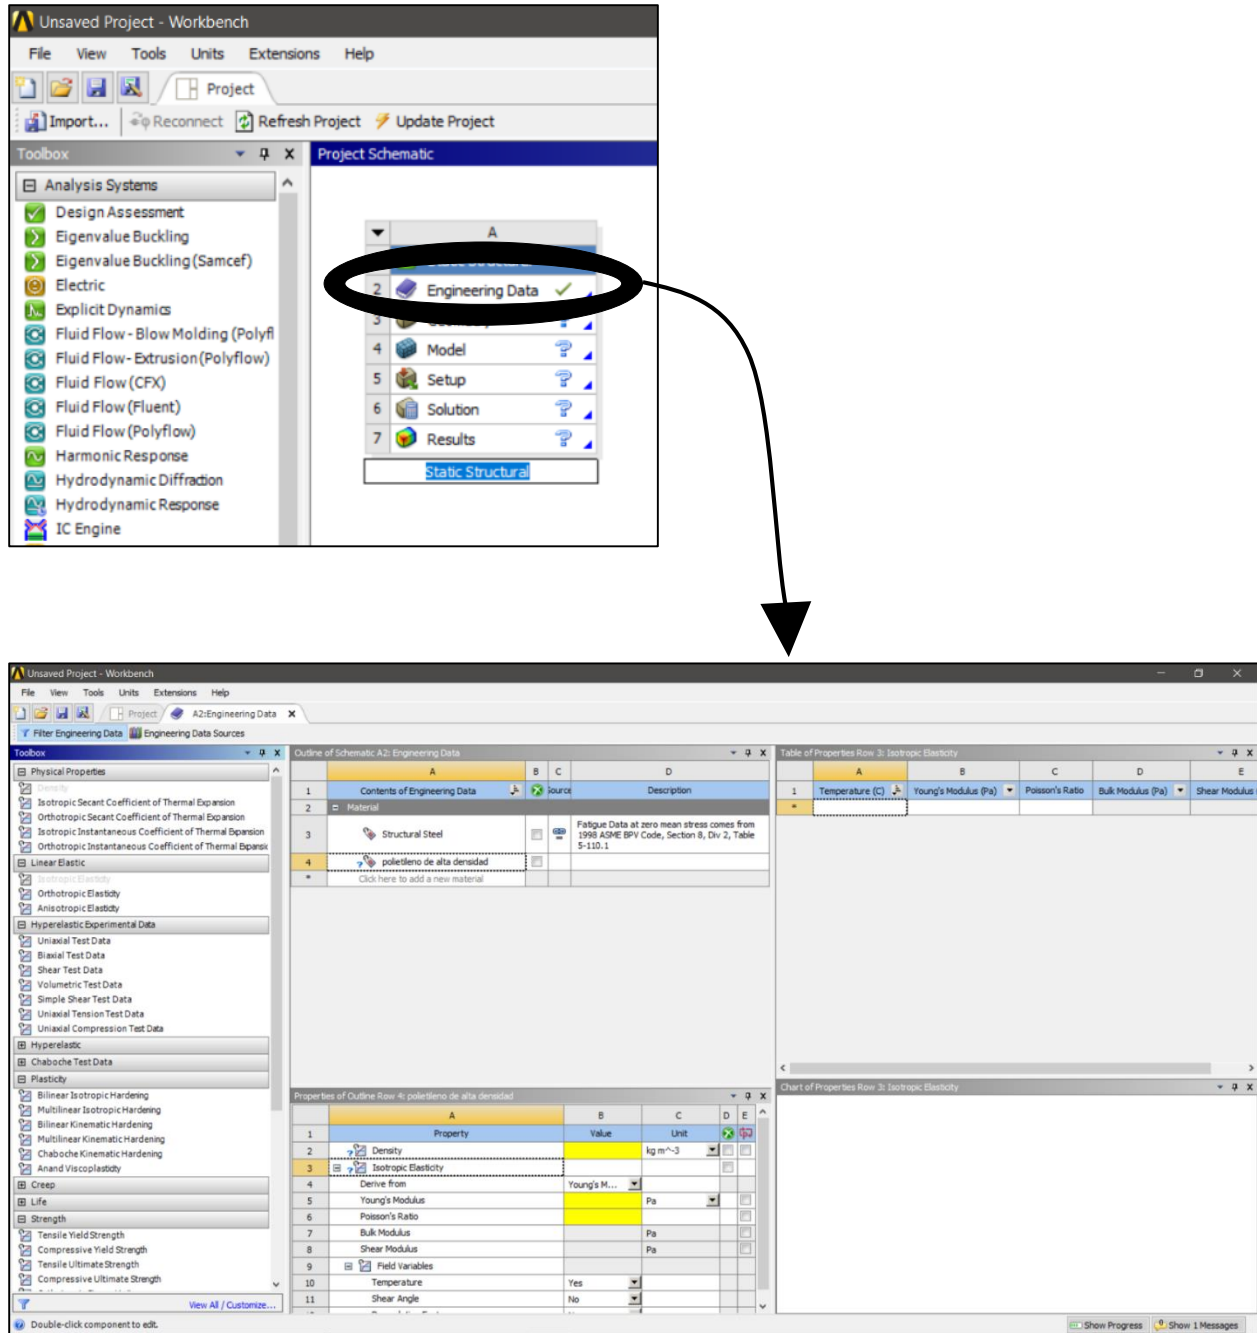 Unsaved Project - Workbench
File View Tools Units Extensions Help
Project
Import... Reconnect Refresh Project Update Project
Toolbox
Project Schematic
Analysis Systems
Design Assessment
Eigenvalue Buckling
Eigenvalue Buckling (Samcef)
Electric
Explicit Dynamics
Fluid Flow - Blow Molding (Polyfl
Fluid Flow - Extrusion (Polyflow)
Fluid Flow (CFX)
Fluid Flow (Fluent)
Fluid Flow (Polyflow)
Harmonic Response
Hydrodynamic Diffraction
Hydrodynamic Response
IC Engine
A
2 Engineering Data
3
4 Model
5 Setup
6 Solution
7 Results
Static Structural
Unsaved Project - Workbench
File View Tools Units Extensions Help
Project A2:Engineering Data
Filter Engineering Data Engineering Data Sources
Toolbox
Physical Properties
Density
Isotropic Secant Coefficient of Thermal Expansion
Orthotropic Secant Coefficient of Thermal Expansion
Isotropic Instantaneous Coefficient of Thermal Expansion
Orthotropic Instantaneous Coefficient of Thermal Expansi
Linear Elastic
Isotropic Elasticity
Orthotropic Elasticity
Anisotropic Elasticity
Hyperelastic Experimental Data
Uniaxial Test Data
Biaxial Test Data
Shear Test Data
Volumetric Test Data
Simple Shear Test Data
Uniaxial Tension Test Data
Uniaxial Compression Test Data
Hyperelastic
Chaboche Test Data
Plasticity
Bilinear Isotropic Hardening
Multilinear Isotropic Hardening
Bilinear Kinematic Hardening
Multilinear Kinematic Hardening
Chaboche Kinematic Hardening
Anand Viscoplasticity
Creep
Life
Strength
Tensile Yield Strength
Compressive Yield Strength
Tensile Ultimate Strength
Compressive Ultimate Strength
View All / Customize...
Outline of Schematic A2: Engineering Data
A B C D
1 Contents of Engineering Data Source Description
2 Material
3 Structural Steel Fatigue Data at zero mean stress comes from
1998 ASME BPV Code, Section 8, Div 2, Table
5-110.1
4 polietileno de alta densidad
* Click here to add a new material
Properties of Outline Row 4: polietileno de alta densidad
A B C D E
1 Property Value Unit
2 Density kg m^-3
3 Isotropic Elasticity
4 Derive from Young's M...
5 Young's Modulus Pa
6 Poisson's Ratio
7 Bulk Modulus Pa
8 Shear Modulus Pa
9 Field Variables
10 Temperature Yes
11 Shear Angle No
Table of Properties Row 3: Isotropic Elasticity
A B C D E
1 Temperature (C) Young's Modulus (Pa) Poisson's Ratio Bulk Modulus (Pa) Shear Modulus
*
Chart of Properties Row 3: Isotropic Elasticity
Double-click component to edit.
Show Progress Show 1 Messages